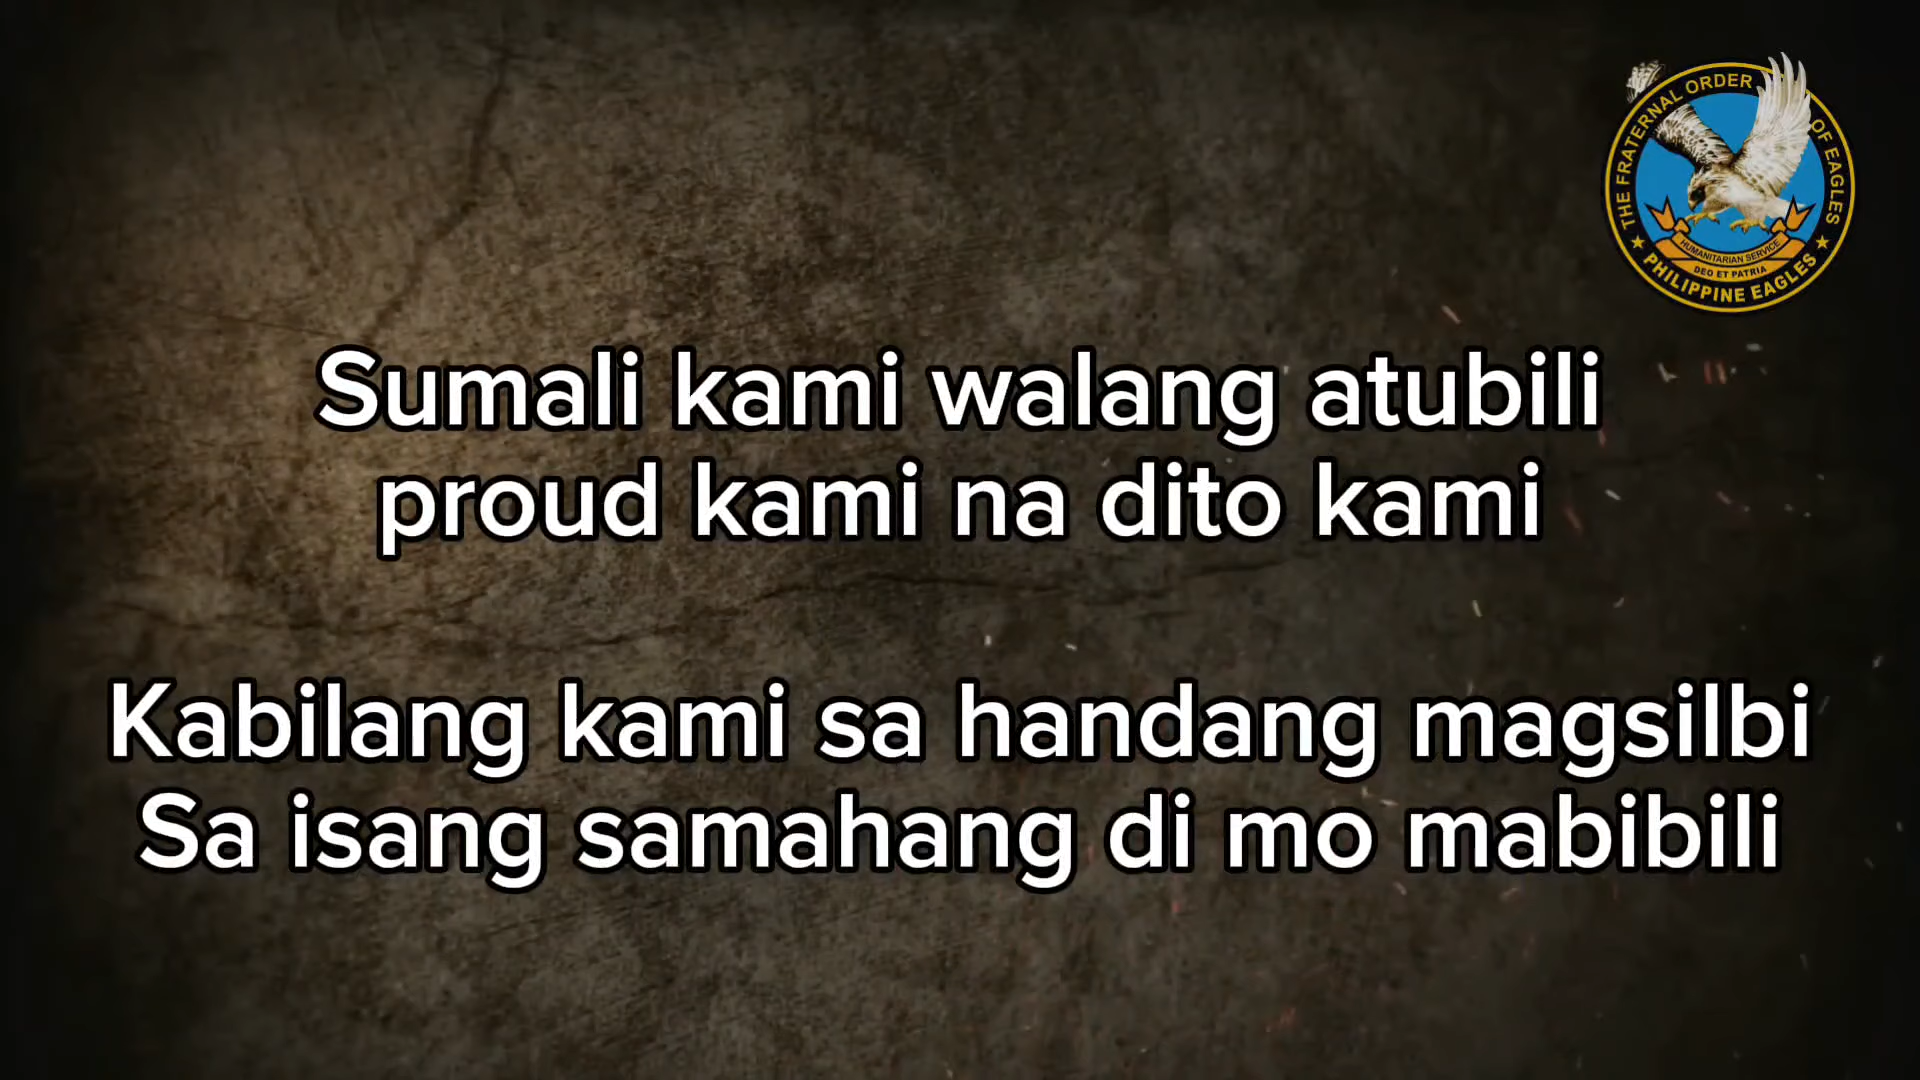 THE FRATERNAL ORDER OF EAGLES
HUMANITARIAN SERVICE
DEO ET PATRIA
★ PHILIPPINE EAGLES ★
Sumali kami walang atubili
proud kami na dito kami
Kabilang kami sa handang magsilbi
Sa isang samahang di mo mabibili